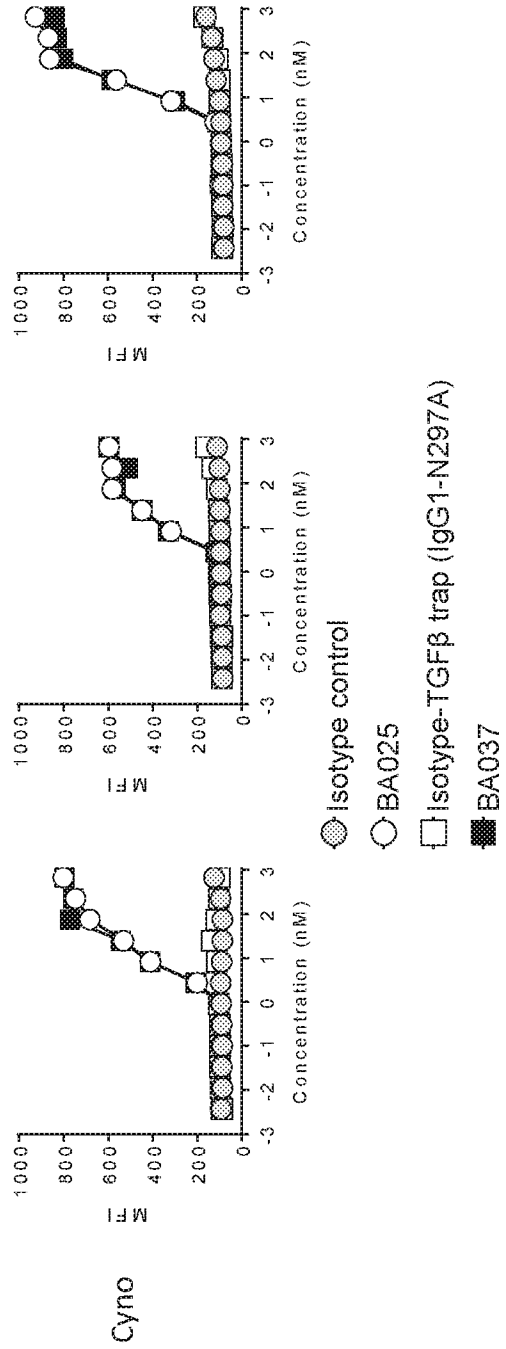 Cyno
MFI
1000
800
600
400
200
0
-3 -2 -1 0 1 2 3
Concentration (nM)
MFI
1000
800
600
400
200
0
-3 -2 -1 0 1 2 3
Concentration (nM)
MFI
1000
800
600
400
200
0
-3 -2 -1 0 1 2 3
Concentration (nM)
Isotype control
BA025
Isotype-TGFβ trap (IgG1-N297A)
BA037